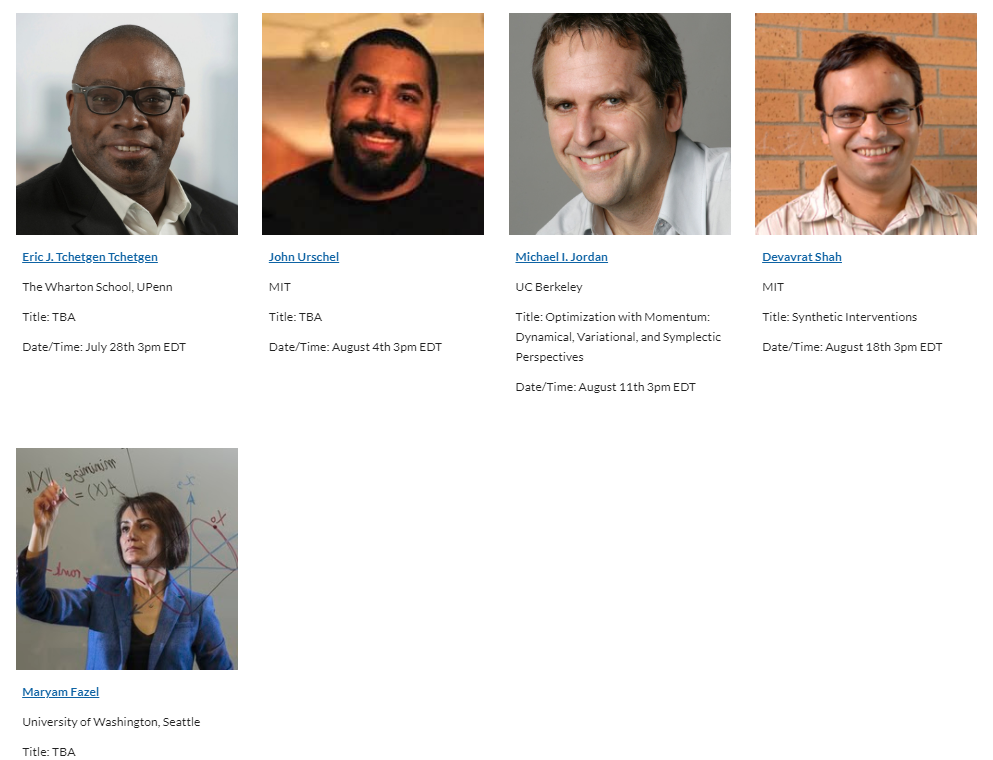 Eric J. Tchetgen Tchetgen
The Wharton School, UPenn
Title: TBA
Date/Time: July 28th 3pm EDT
John Urschel
MIT
Title: TBA
Date/Time: August 4th 3pm EDT
Michael I. Jordan
UC Berkeley
Title: Optimization with Momentum:
Dynamical, Variational, and Symplectic
Perspectives
Date/Time: August 11th 3pm EDT
Devavrat Shah
MIT
Title: Synthetic Interventions
Date/Time: August 18th 3pm EDT
minimize
Maryam Fazel
University of Washington, Seattle
Title: TBA